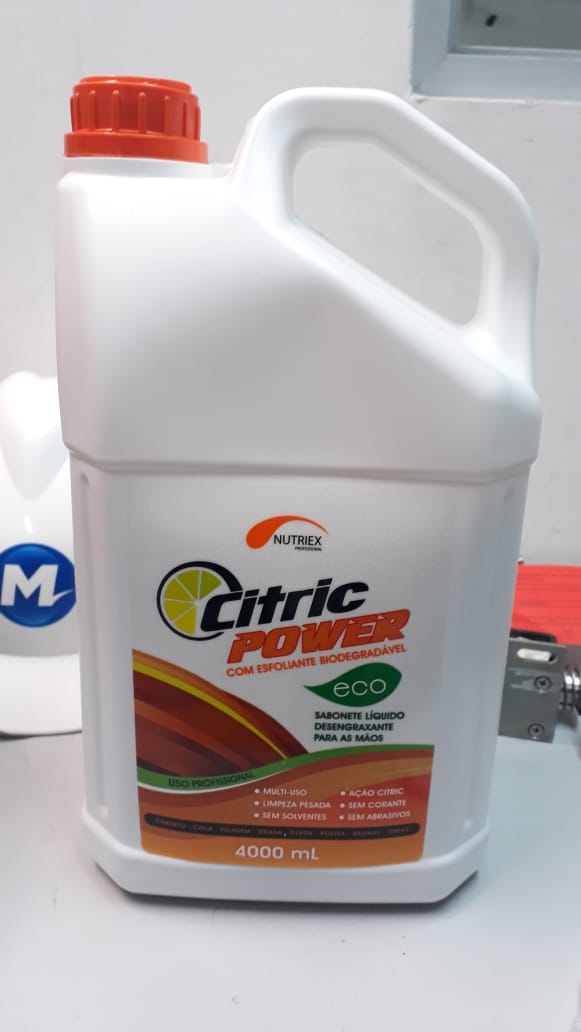 NUTRIEX
PROFISSIONAL
Citric
POWER
COM ESFOLIANTE BIODEGRADÁVEL
eco
SABONETE LÍQUIDO
DESENGRAXANTE
PARA AS MÃOS
USO PROFISSIONAL
• MULTI-USO
• LIMPEZA PESADA
• SEM SOLVENTES
• AÇÃO CITRIC
• SEM CORANTE
• SEM ABRASIVOS
CIMENTO · COLA · FULIGEM · GRAXA · ÓLEOS · POEIRA · RESINAS · TINTAS
4000 mL
M